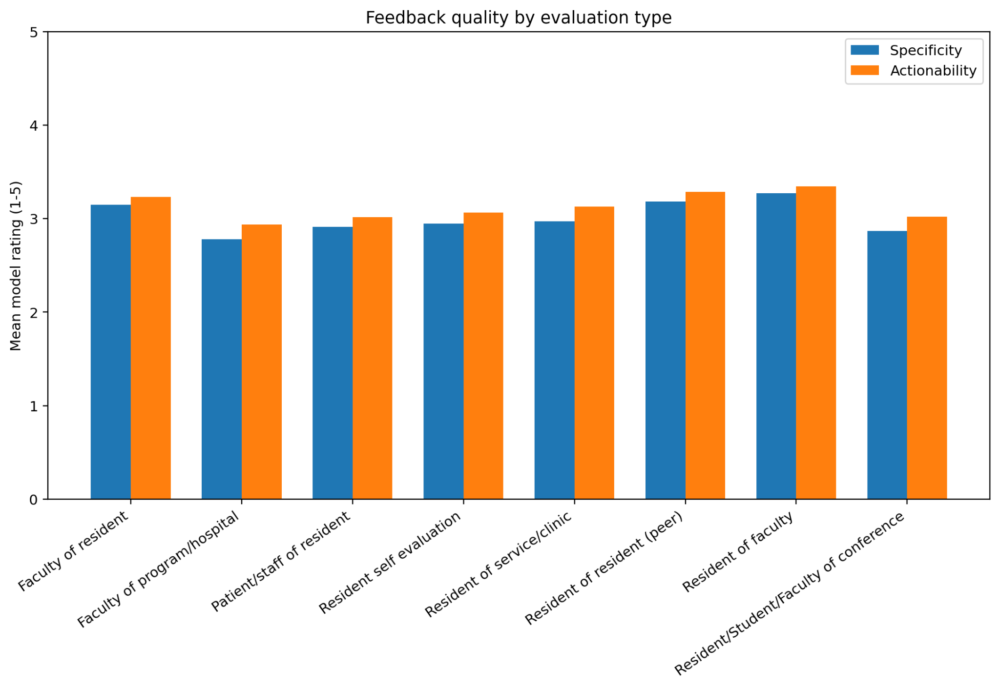 Feedback quality by evaluation type
Specificity
Actionability
Mean model rating (1-5)
5
4
3
2
1
0
Faculty of resident
Faculty of program/hospital
Patient/staff of resident
Resident self evaluation
Resident of service/clinic
Resident of resident (peer)
Resident of faculty
Resident/Student/Faculty of conference